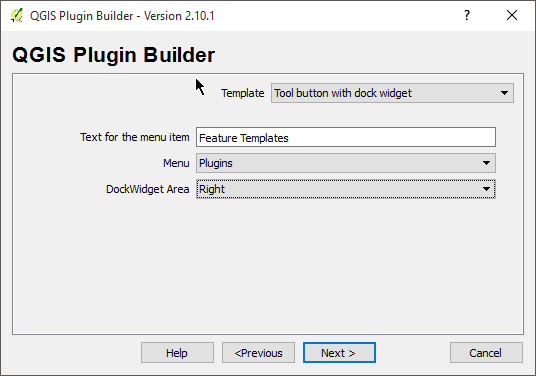 QGIS Plugin Builder - Version 2.10.1
QGIS Plugin Builder
Template Tool button with dock widget
Text for the menu item Feature Templates
Menu Plugins
DockWidget Area Right
Help <Previous Next > Cancel